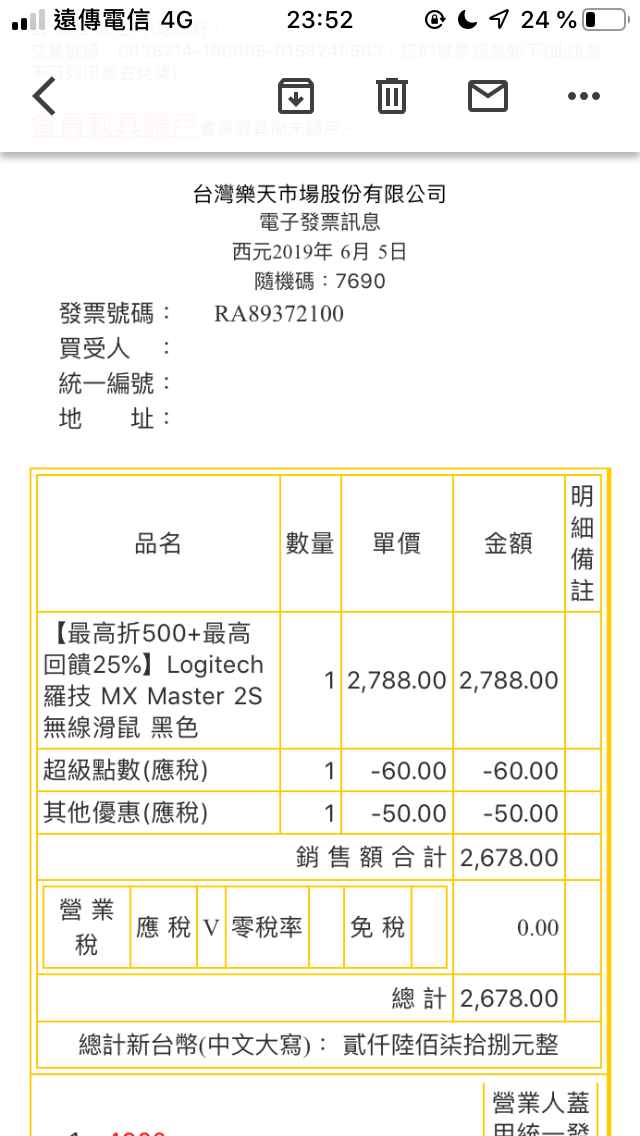 遠傳電信 4G 23:52 24 %
交易號碼：0038214-190605-0158245563，您的發票訊息如下(此訊息
不可列印拿去兌獎)：
會員載具歸戶 會員載具尚未歸戶。
台灣樂天市場股份有限公司
電子發票訊息
西元2019年 6月 5日
隨機碼：7690
發票號碼： RA89372100
買受人 ：
統一編號：
地 址：
品名 數量 單價 金額 明細備註
【最高折500+最高
回饋25%】Logitech
羅技 MX Master 2S
無線滑鼠 黑色
1 2,788.00 2,788.00
超級點數(應稅) 1 -60.00 -60.00
其他優惠(應稅) 1 -50.00 -50.00
銷 售 額 合 計 2,678.00
營 業 稅 應 稅 V 零稅率 免 稅 0.00
總 計 2,678.00
總計新台幣(中文大寫)： 貳仟陸佰柒拾捌元整
營業人蓋
用統一發